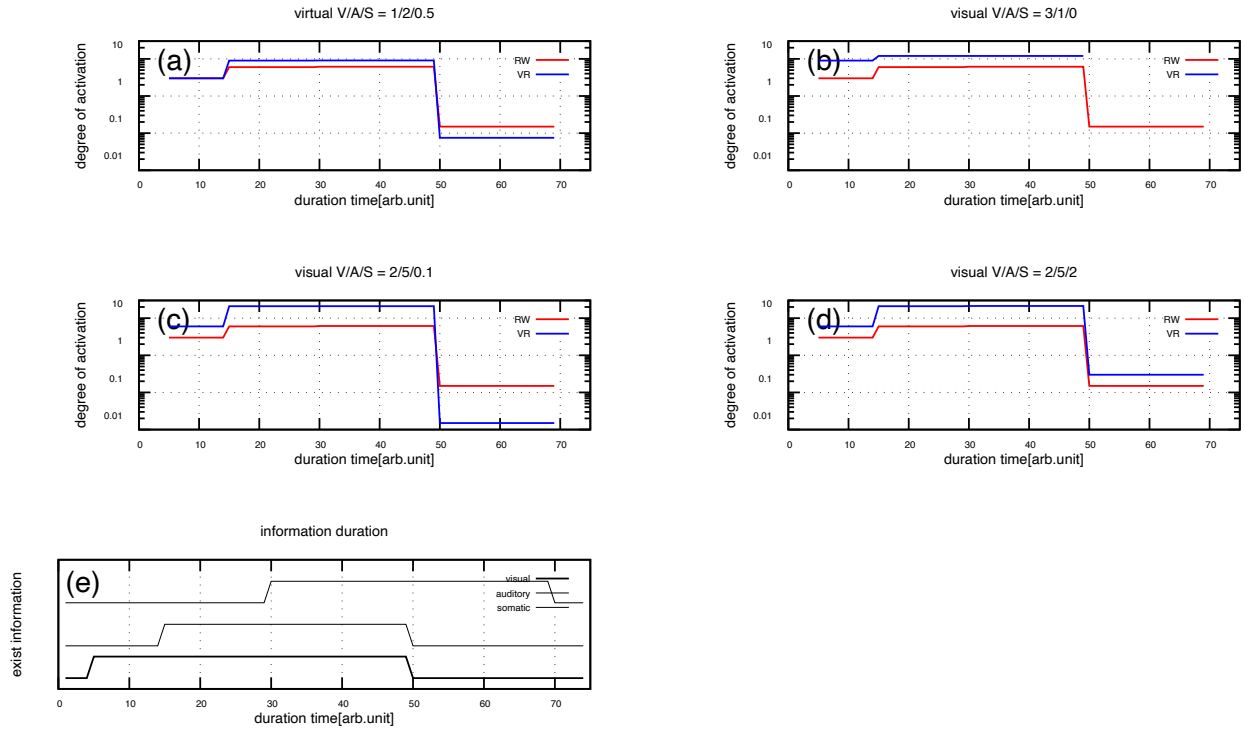 virtual V/A/S = 1/2/0.5
(a)
degree of activation
10
1
0.1
0.01
RW
VR
0 10 20 30 40 50 60 70
duration time[arb.unit]
visual V/A/S = 3/1/0
(b)
degree of activation
10
1
0.1
0.01
RW
VR
0 10 20 30 40 50 60 70
duration time[arb.unit]
visual V/A/S = 2/5/0.1
(c)
degree of activation
10
1
0.1
0.01
RW
VR
0 10 20 30 40 50 60 70
duration time[arb.unit]
visual V/A/S = 2/5/2
(d)
degree of activation
10
1
0.1
0.01
RW
VR
0 10 20 30 40 50 60 70
duration time[arb.unit]
information duration
(e)
exist information
visual
auditory
somatic
0 10 20 30 40 50 60 70
duration time[arb.unit]